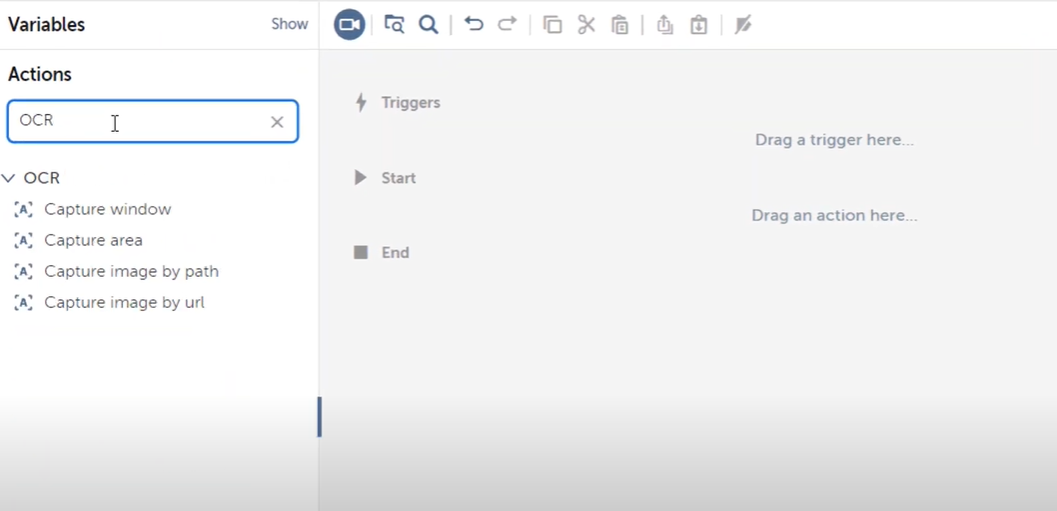 Variables
Show
Actions
OCR
OCR
Capture window
Capture area
Capture image by path
Capture image by url
Triggers
Drag a trigger here...
Start
Drag an action here...
End